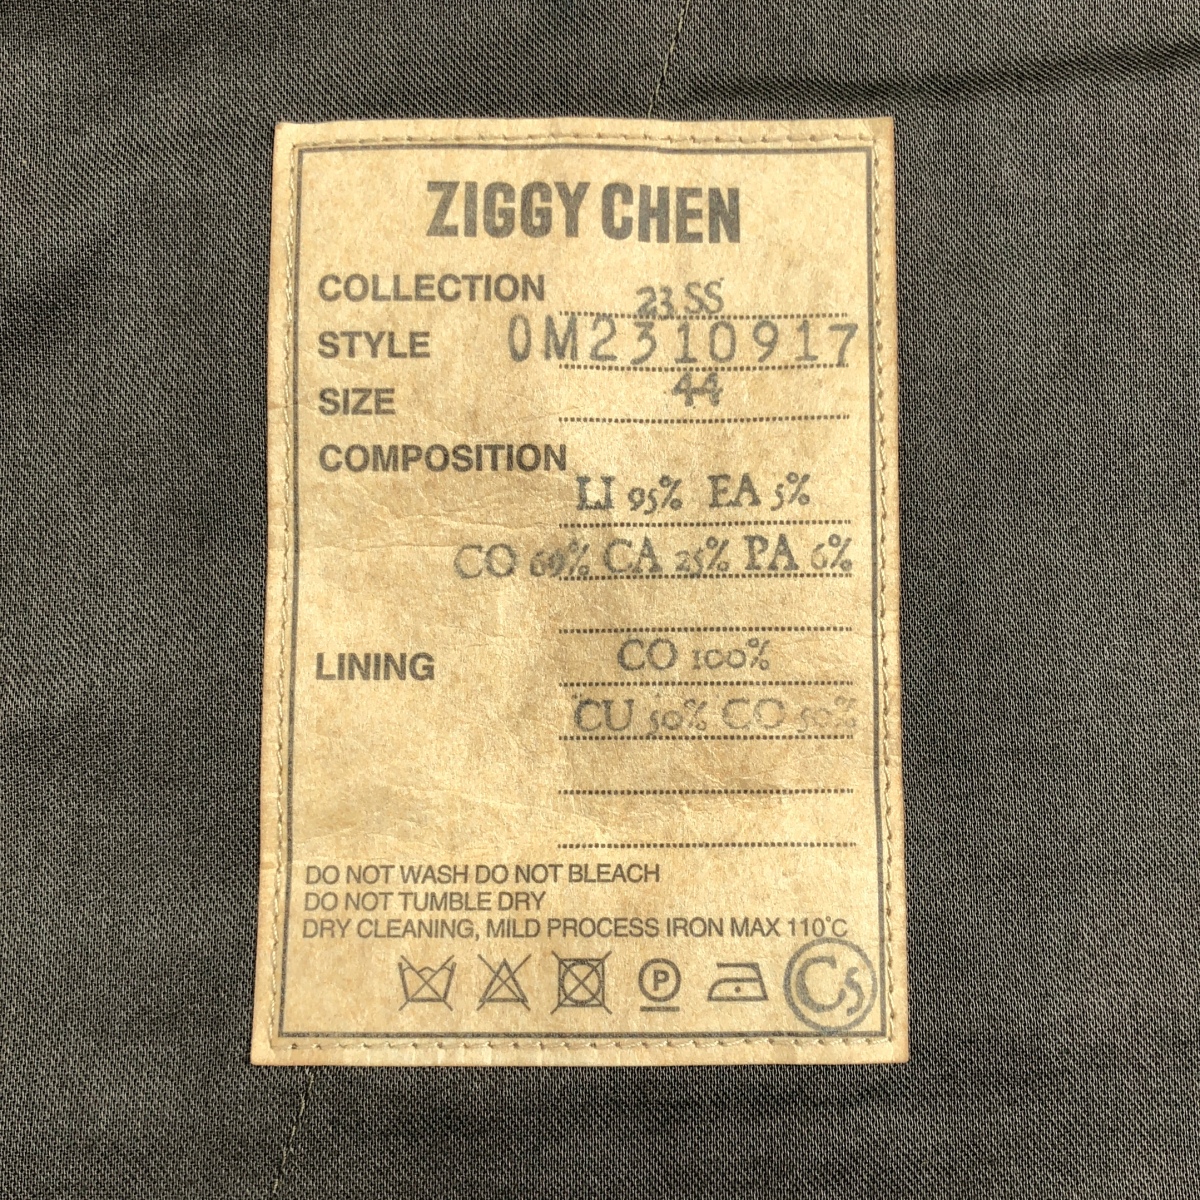 ZIGGY CHEN
COLLECTION 23 SS
STYLE 0M2310917
SIZE 44
COMPOSITION
LI 95% EA 5%
CO 69% CA 25% PA 6%
LINING CO 100%
CU 50% CO 50%
DO NOT WASH DO NOT BLEACH
DO NOT TUMBLE DRY
DRY CLEANING, MILD PROCESS IRON MAX 110°C
P
Cs